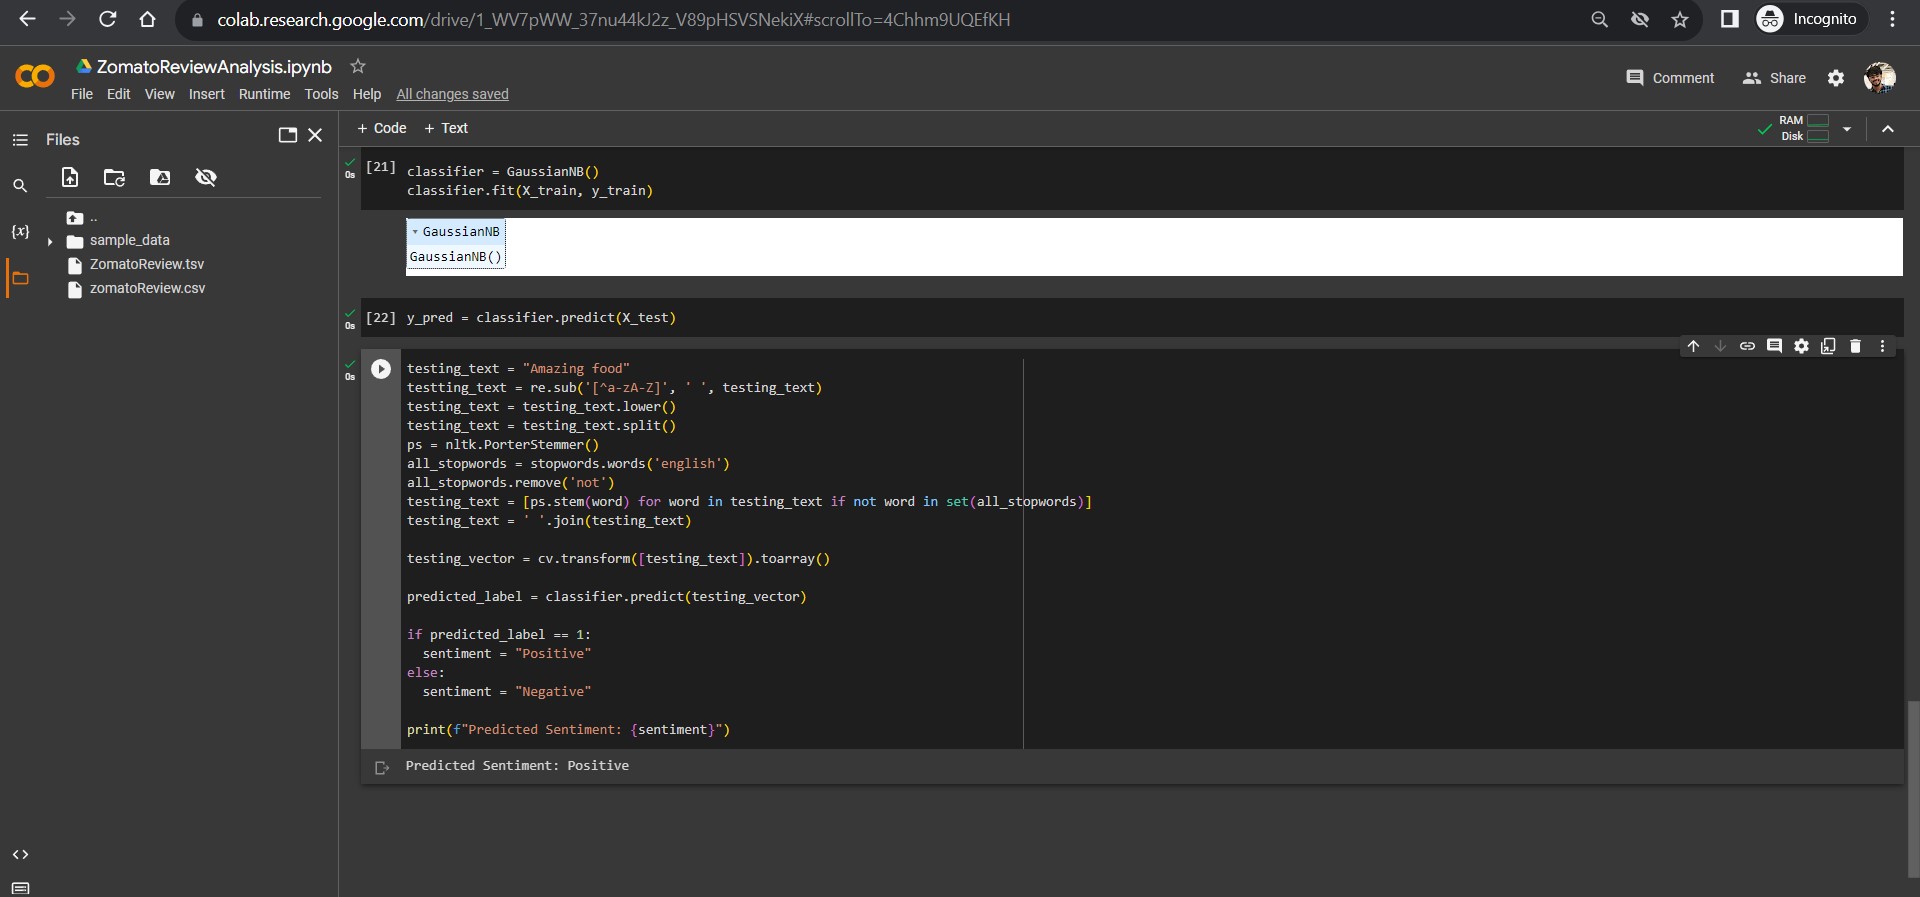 colab.research.google.com/drive/1_WV7pWW_37nu44kJ2z_V89pHSVSNekiX#scrollTo=4Chhm9UQEfKH
Incognito
CO
ZomatoReviewAnalysis.ipynb
File Edit View Insert Runtime Tools Help All changes saved
Comment Share
Files
+ Code + Text
RAM
Disk
..
sample_data
ZomatoReview.tsv
zomatoReview.csv
{x}
<>
0s
[21] classifier = GaussianNB()
classifier.fit(X_train, y_train)
GaussianNB
GaussianNB()
0s
[22] y_pred = classifier.predict(X_test)
0s
testing_text = "Amazing food"
testting_text = re.sub('[^a-zA-Z]', ' ', testing_text)
testing_text = testing_text.lower()
testing_text = testing_text.split()
ps = nltk.PorterStemmer()
all_stopwords = stopwords.words('english')
all_stopwords.remove('not')
testing_text = [ps.stem(word) for word in testing_text if not word in set(all_stopwords)]
testing_text = ' '.join(testing_text)
testing_vector = cv.transform([testing_text]).toarray()
predicted_label = classifier.predict(testing_vector)
if predicted_label == 1:
  sentiment = "Positive"
else:
  sentiment = "Negative"
print(f"Predicted Sentiment: {sentiment}")
Predicted Sentiment: Positive